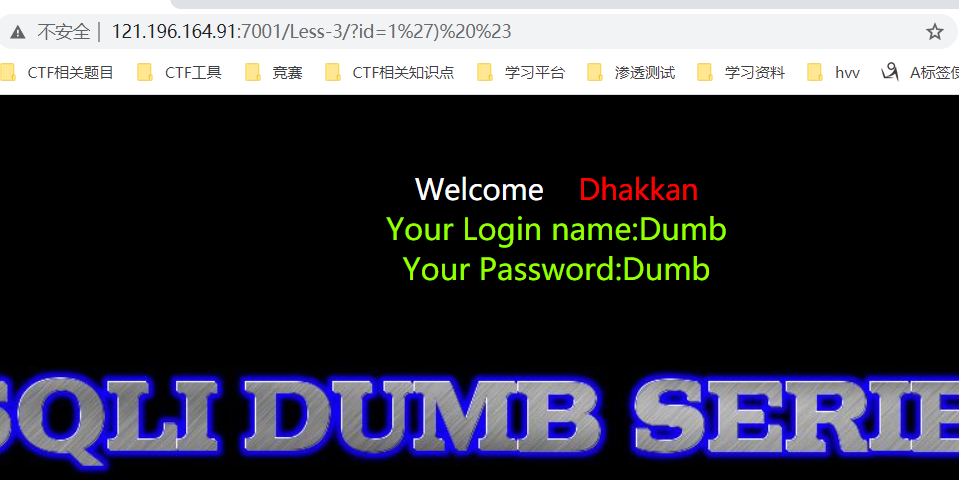 不安全 | 121.196.164.91:7001/Less-3/?id=1%27)%20%23
CTF相关题目 CTF工具 竞赛 CTF相关知识点 学习平台 渗透测试 学习资料 hvv A标签使
Welcome Dhakkan
Your Login name:Dumb
Your Password:Dumb
SQLI DUMB SERIE